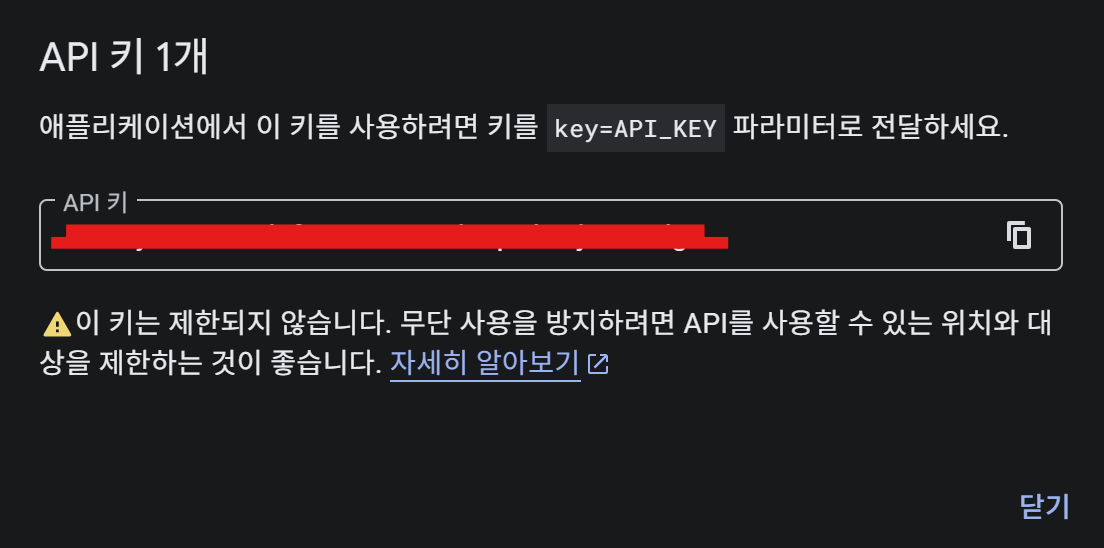 API 키 1개
애플리케이션에서 이 키를 사용하려면 키를 key=API_KEY 파라미터로 전달하세요.
API 키
이 키는 제한되지 않습니다. 무단 사용을 방지하려면 API를 사용할 수 있는 위치와 대
상을 제한하는 것이 좋습니다. 자세히 알아보기
닫기